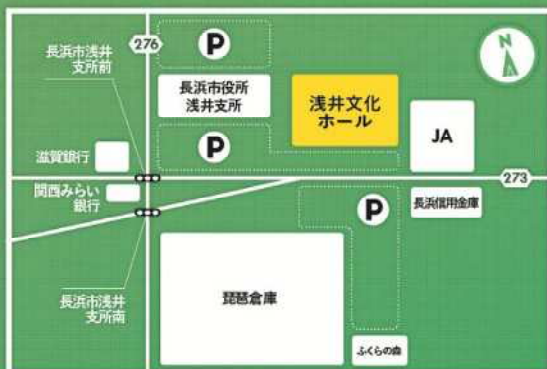 長浜市浅井
支所前
276
P
N
長浜市役所
浅井支所
浅井文化
ホール
JA
滋賀銀行
P
273
関西みらい
銀行
P
長浜信用金庫
長浜市浅井
支所南
琵琶倉庫
ふくらの森